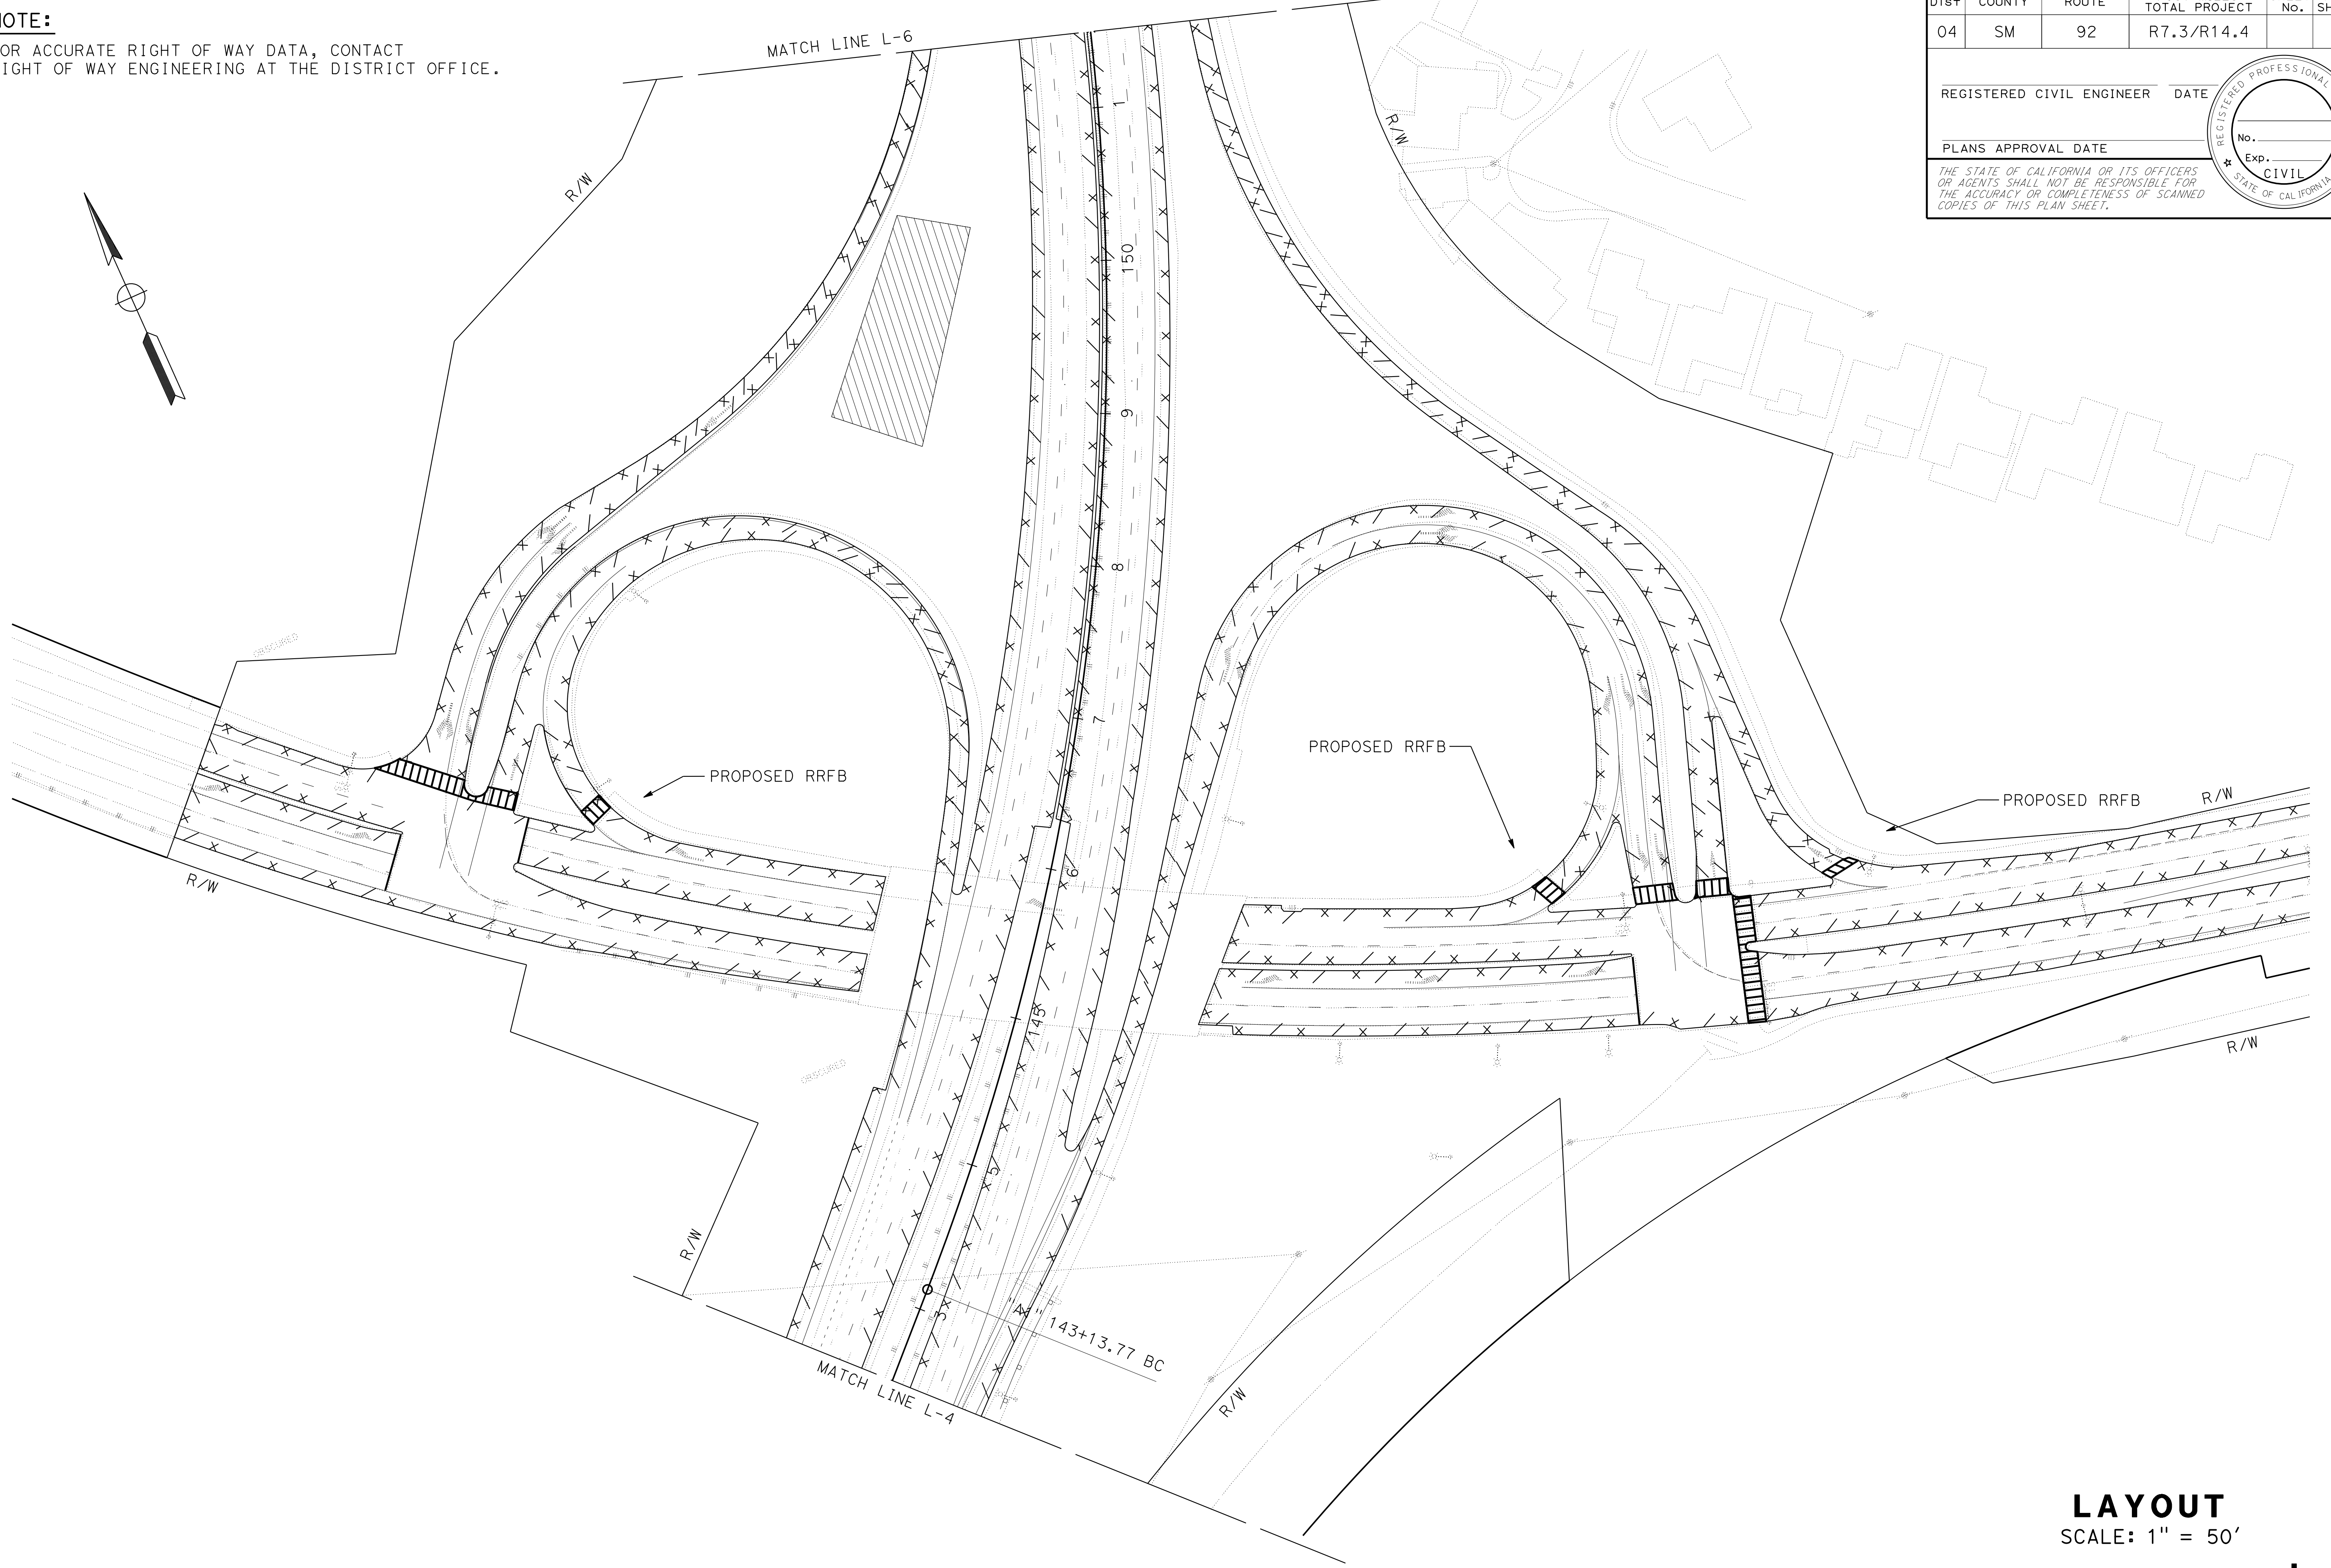 NOTE:
OR ACCURATE RIGHT OF WAY DATA, CONTACT
IGHT OF WAY ENGINEERING AT THE DISTRICT OFFICE.
MATCH LINE L-6
DIST COUNTY ROUTE TOTAL PROJECT No. SH
04 SM 92 R7.3/R14.4
REGISTERED CIVIL ENGINEER DATE
PLANS APPROVAL DATE
THE STATE OF CALIFORNIA OR ITS OFFICERS
OR AGENTS SHALL NOT BE RESPONSIBLE FOR
THE ACCURACY OR COMPLETENESS OF SCANNED
COPIES OF THIS PLAN SHEET.
REGISTERED PROFESSIONAL
No.
Exp.
CIVIL
STATE OF CALIFORNIA
R/W
R/W
1
150
9
8
7
6
145
5
3
OBSCURED
PROPOSED RRFB
PROPOSED RRFB
PROPOSED RRFB
R/W
R/W
OBSCURED
R/W
R/W
143+13.77 BC
MATCH LINE L-4
R/W
LAYOUT
SCALE: 1" = 50'